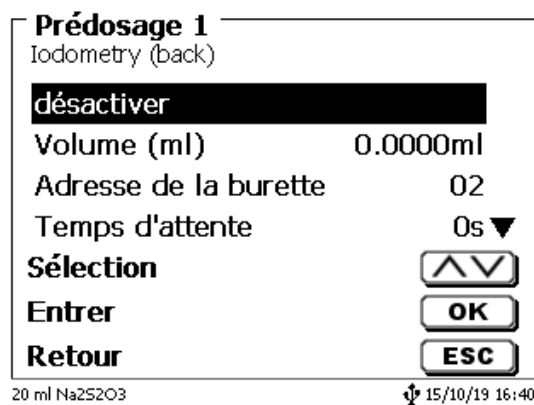 Prédosage 1
Iodometry (back)
désactiver
Volume (ml) 0.0000ml
Adresse de la burette 02
Temps d'attente 0s
Sélection
Entrer OK
Retour ESC
20 ml Na2S2O3 15/10/19 16:40